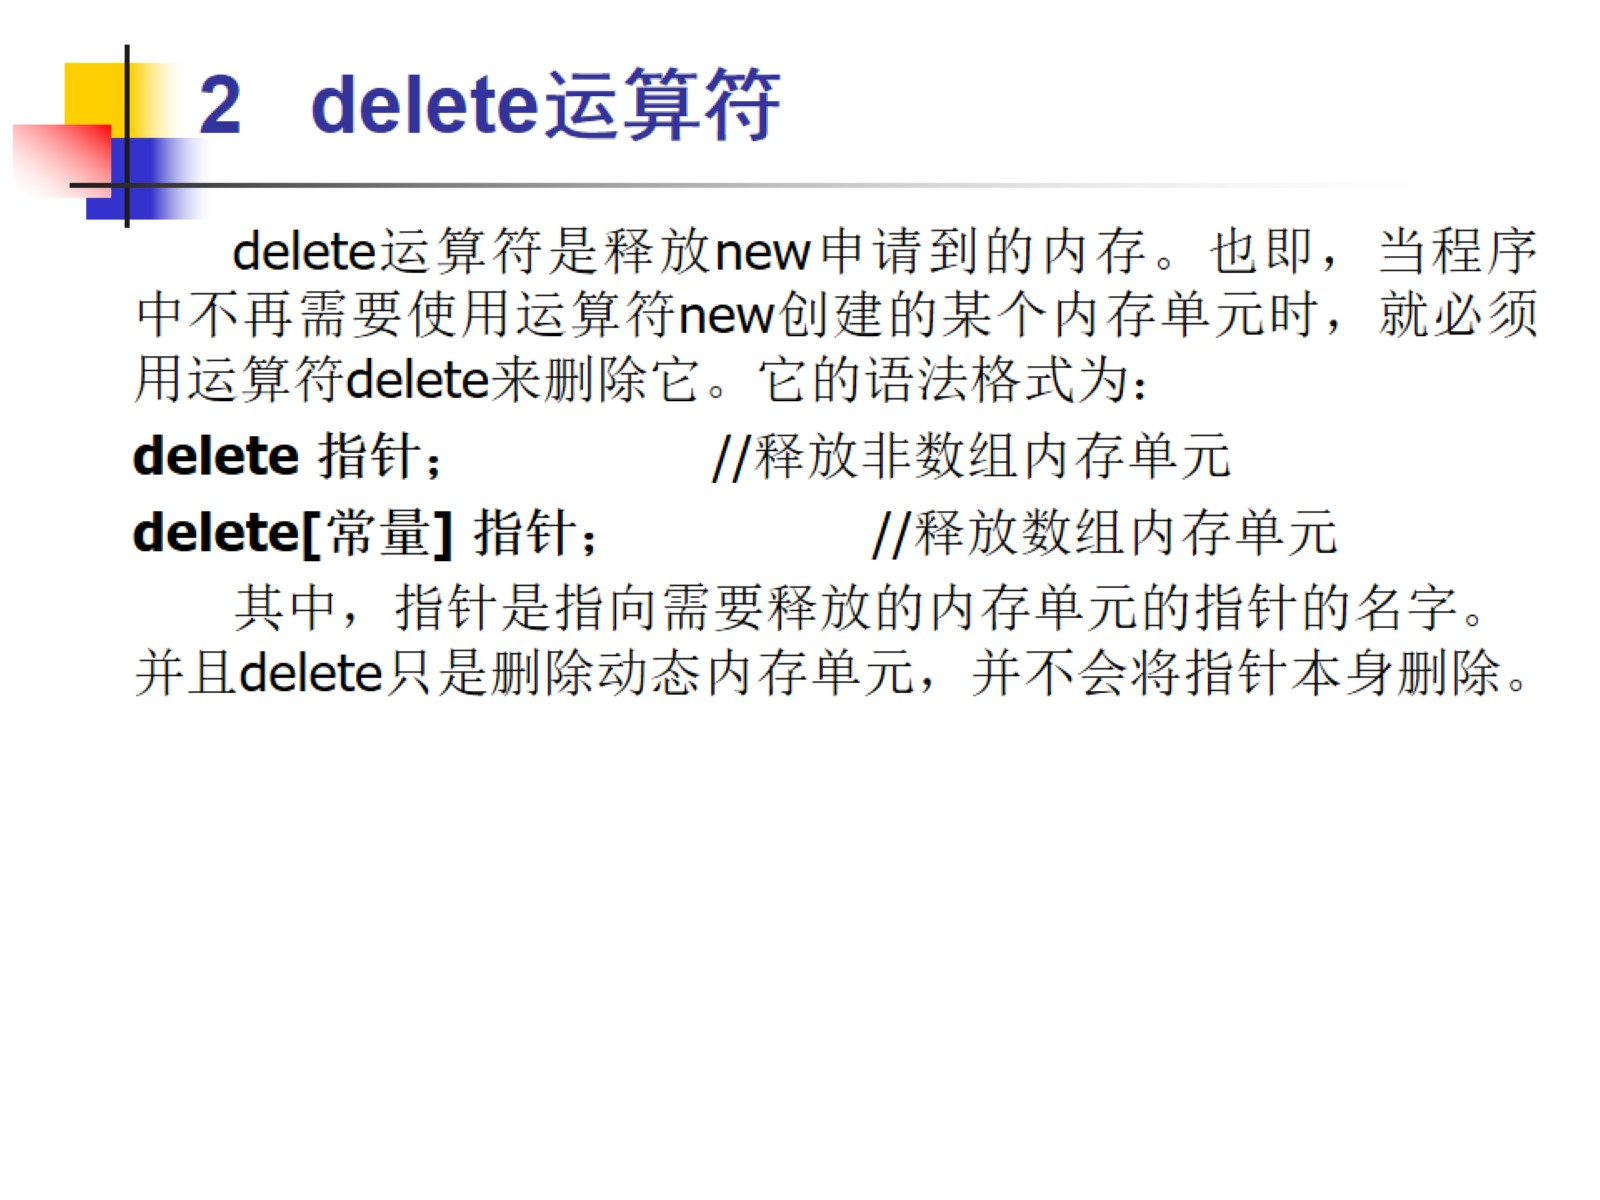 2 delete运算符
delete运算符是释放new申请到的内存。也即，当程序
中不再需要使用运算符new创建的某个内存单元时，就必须
用运算符delete来删除它。它的语法格式为：
delete 指针； //释放非数组内存单元
delete[常量] 指针； //释放数组内存单元
其中，指针是指向需要释放的内存单元的指针的名字。
并且delete只是删除动态内存单元，并不会将指针本身删除。